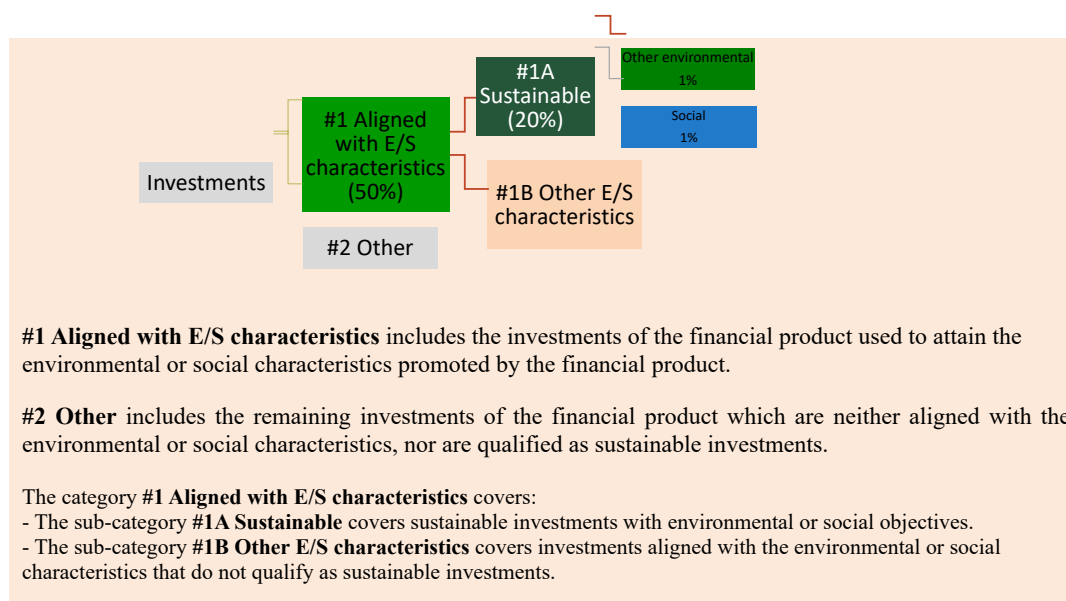 Other environmental
1%
#1A
Sustainable
(20%)
Social
1%
#1 Aligned
with E/S
characteristics
(50%)
Investments
#1B Other E/S
characteristics
#2 Other
#1 Aligned with E/S characteristics includes the investments of the financial product used to attain the
environmental or social characteristics promoted by the financial product.
#2 Other includes the remaining investments of the financial product which are neither aligned with the
environmental or social characteristics, nor are qualified as sustainable investments.
The category #1 Aligned with E/S characteristics covers:
- The sub-category #1A Sustainable covers sustainable investments with environmental or social objectives.
- The sub-category #1B Other E/S characteristics covers investments aligned with the environmental or social
characteristics that do not qualify as sustainable investments.